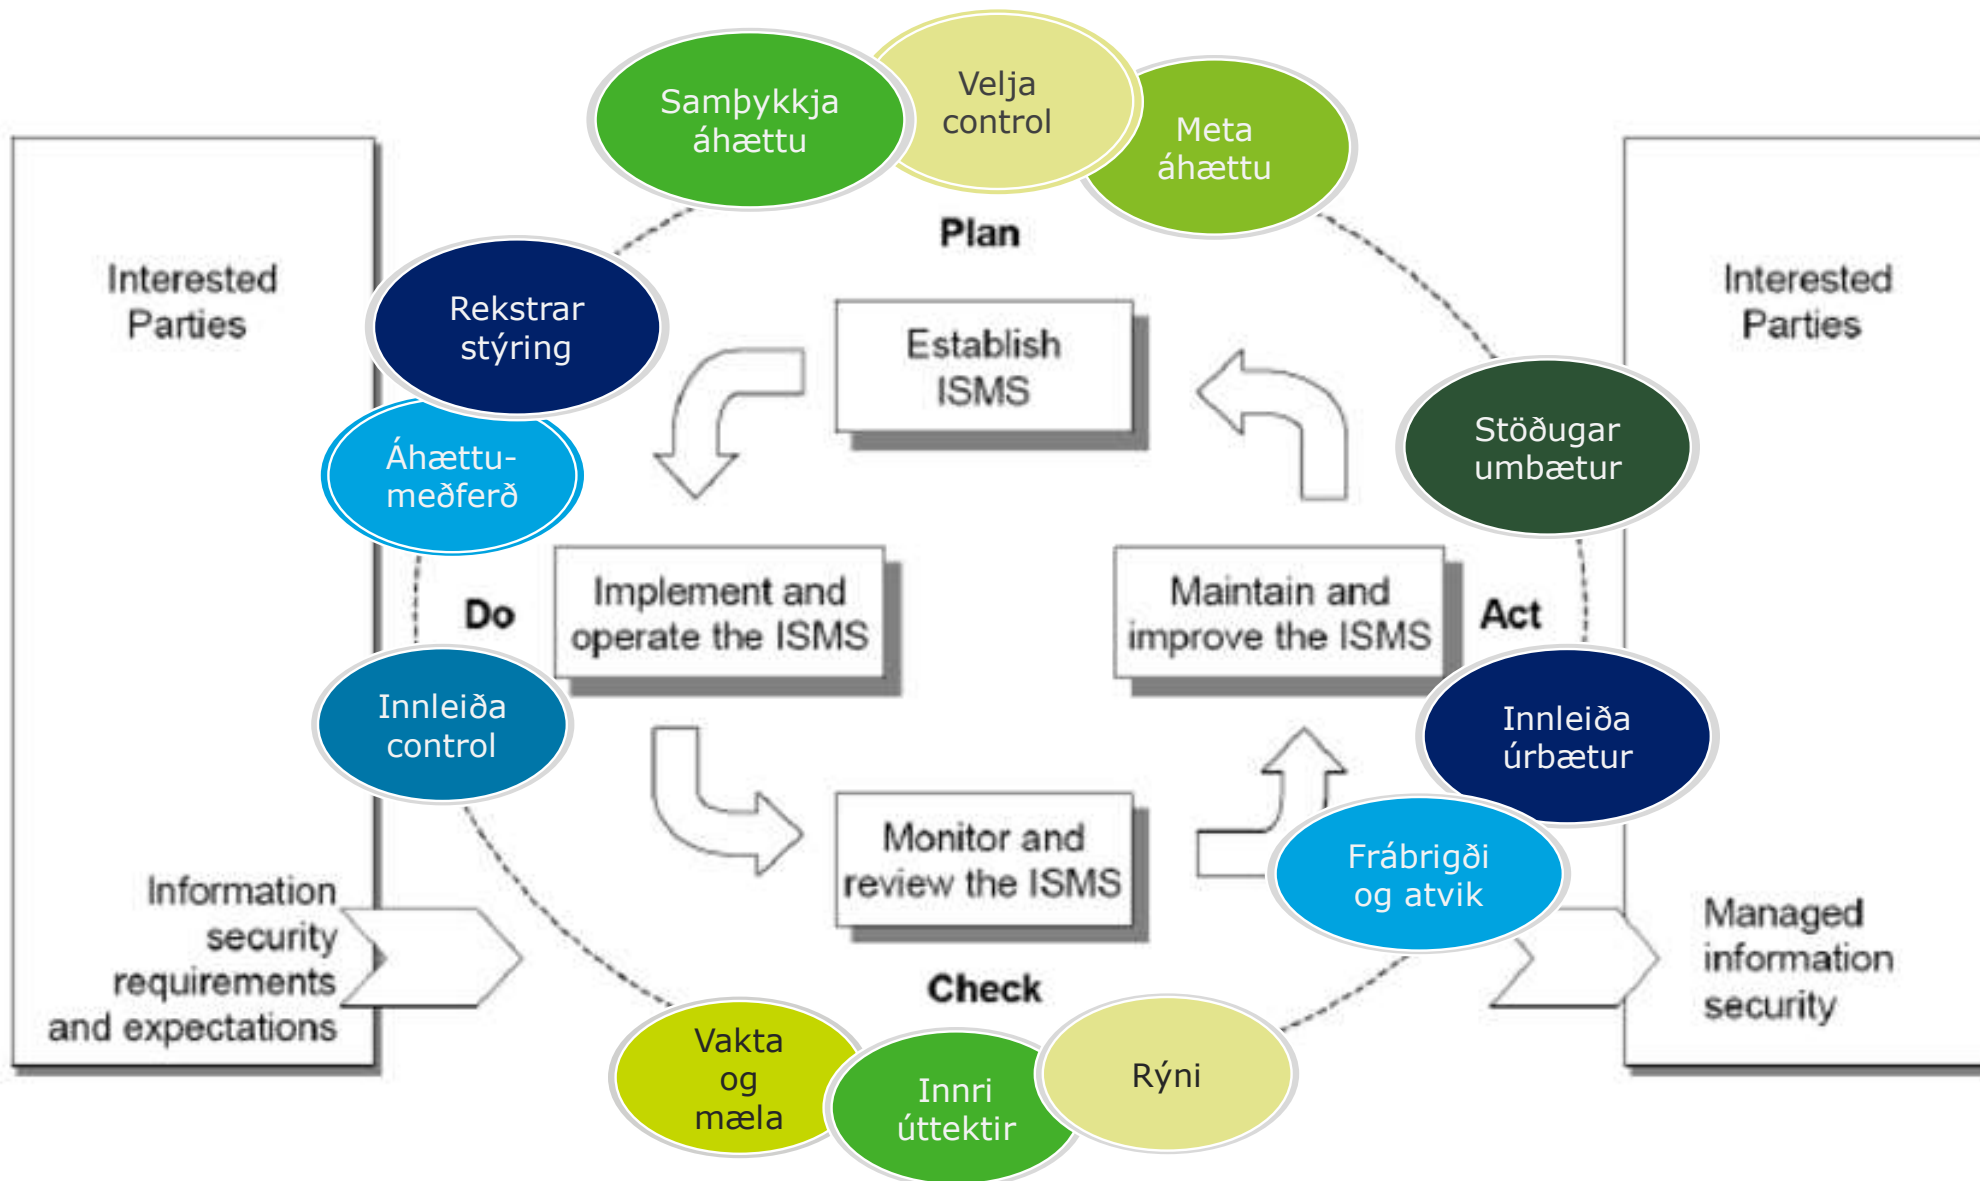 Samþykkja
áhættu
Velja
control
Meta
áhættu
Plan
Interested
Parties
Rekstrar
stýring
Establish
ISMS
Interested
Parties
Áhættu-
meðferð
Stöðugar
umbætur
Do
Implement and
operate the ISMS
Maintain and
improve the ISMS
Act
Innleiða
control
Innleiða
úrbætur
Monitor and
review the ISMS
Frábrigði
og atvik
Information
security
requirements
and expectations
Managed
information
security
Check
Vakta
og
mæla
Innri
úttektir
Rýni